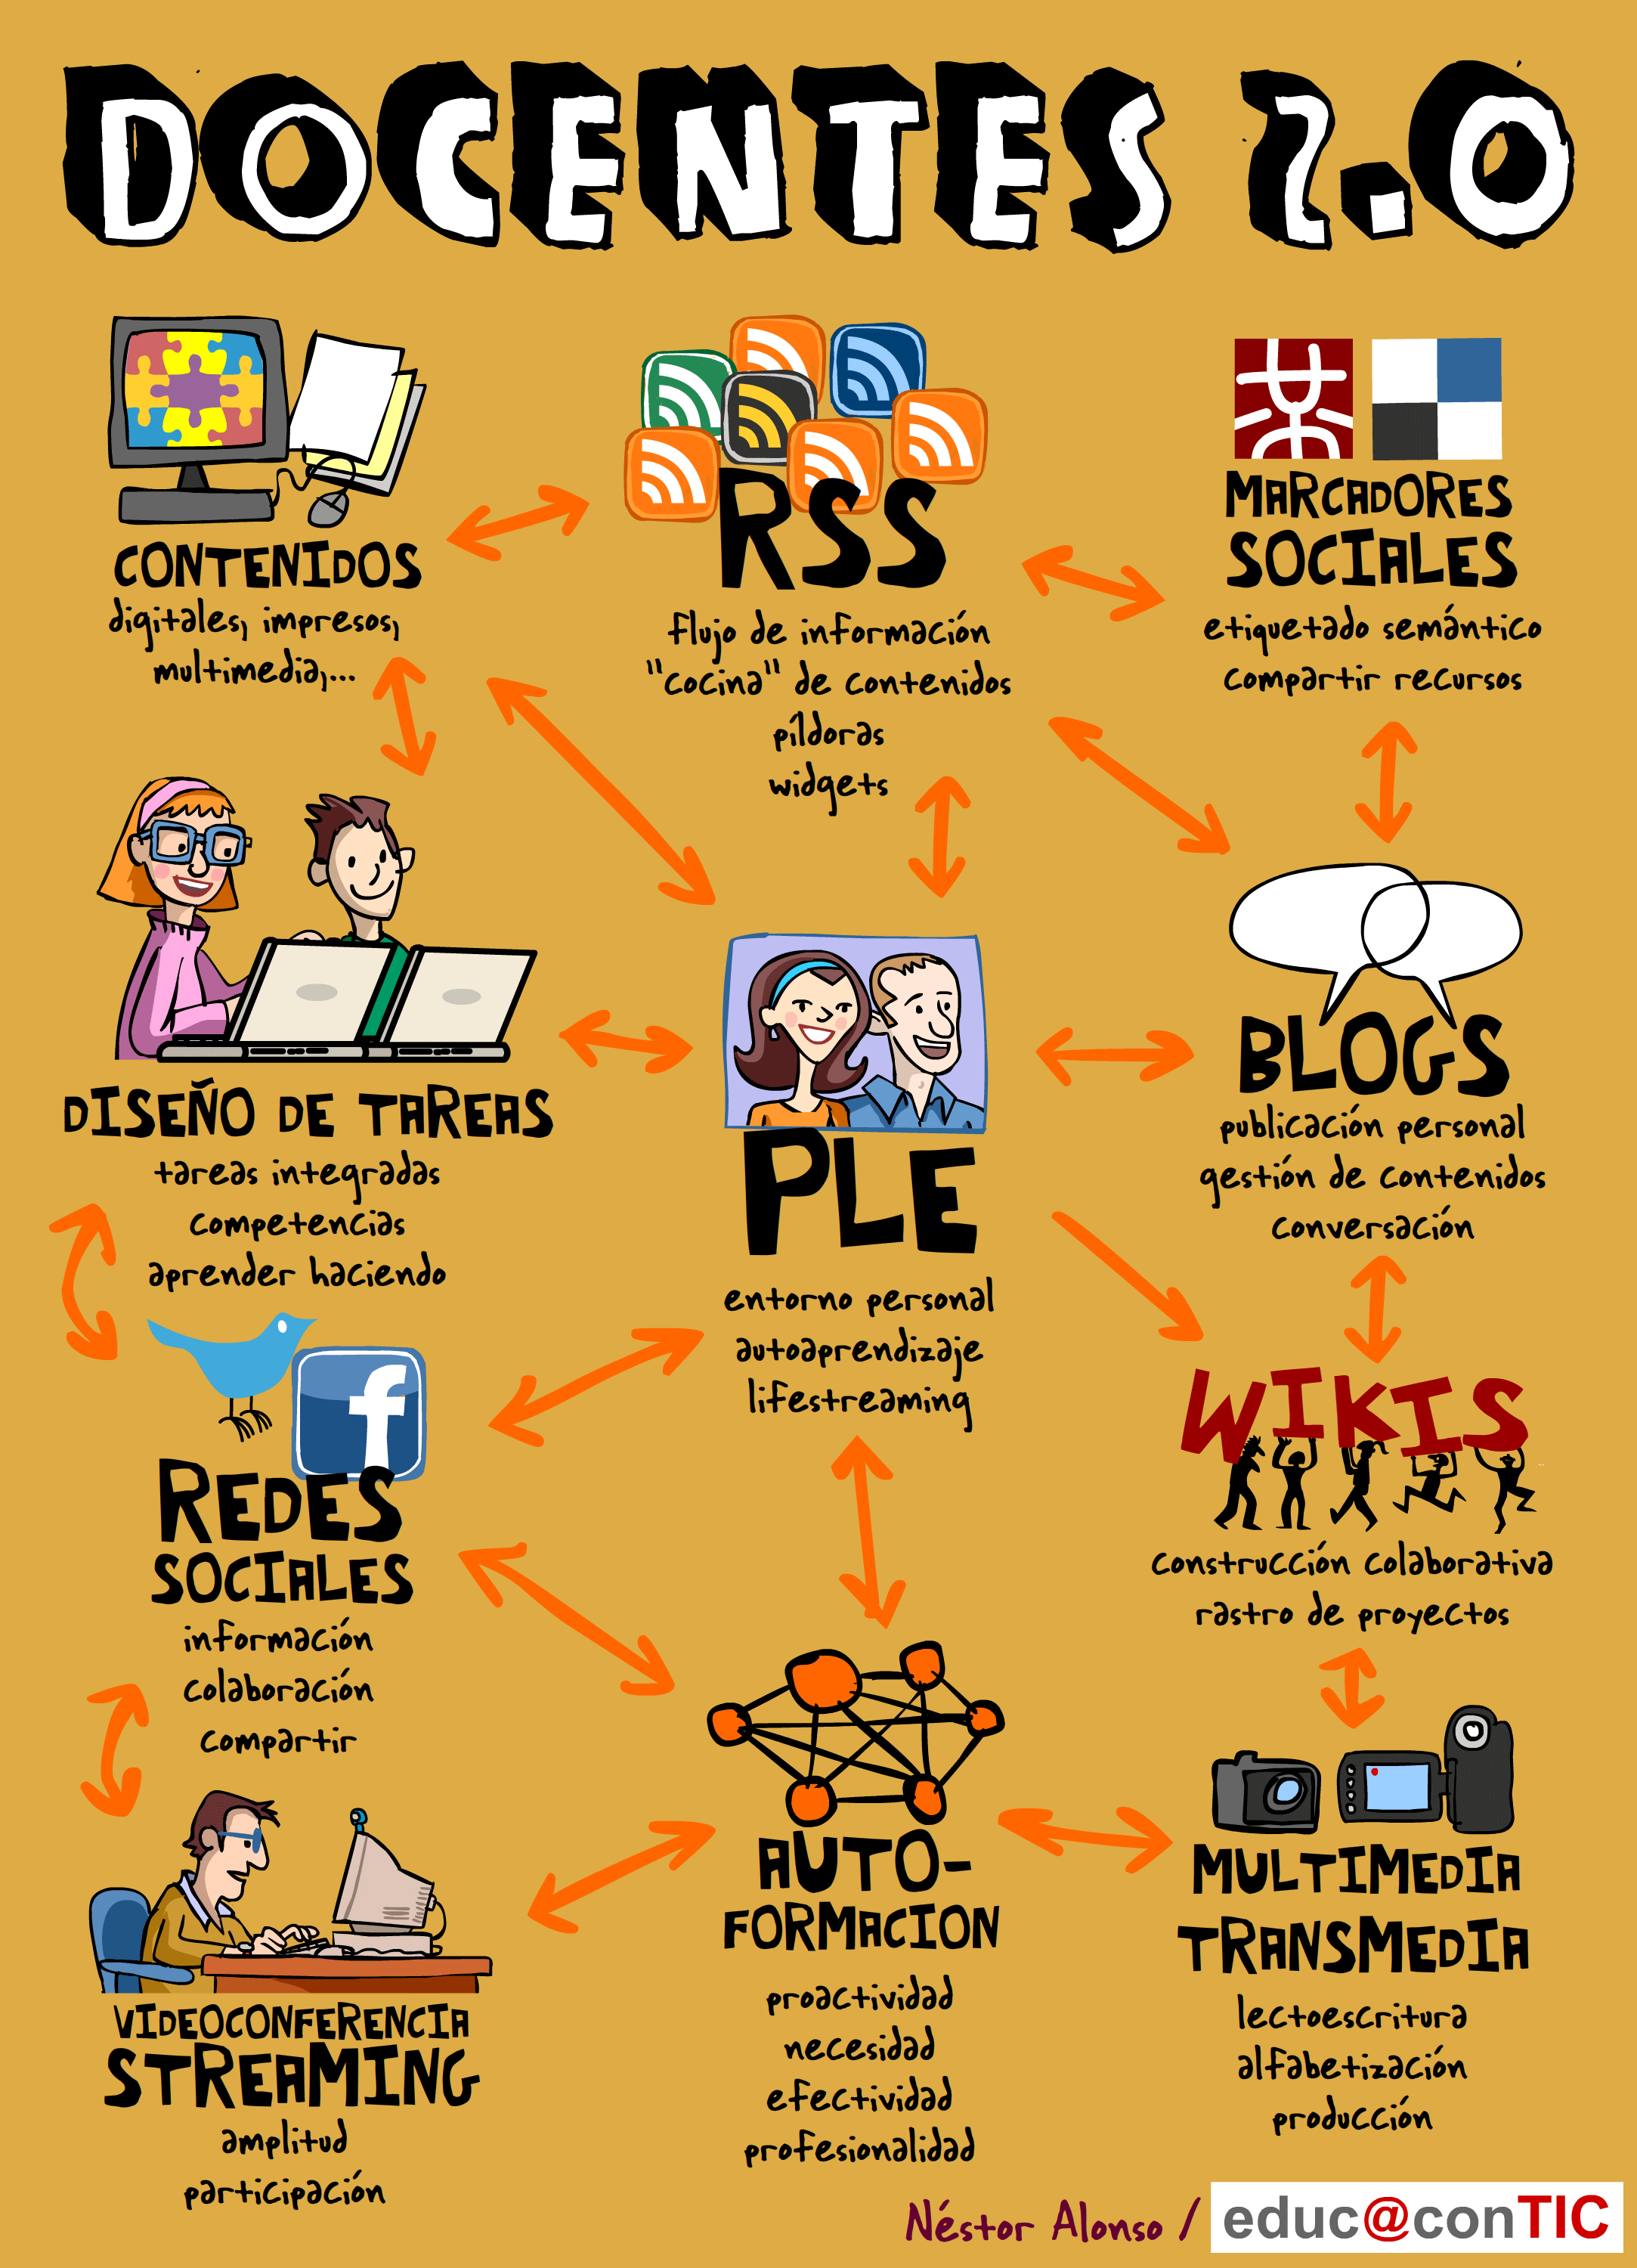 DOCENTES 2.0
CONTENIDOS
digitales, impresos,
multimedia,...
RSS
flujo de información
"cocina" de contenidos
píldoras
widgets
MARCADORES
SOCIALES
etiquetado semántico
compartir recursos
DISEÑO DE TAREAS
tareas integradas
competencias
aprender haciendo
PLE
entorno personal
autoaprendizaje
lifestreaming
BLOGS
publicación personal
gestión de contenidos
conversación
f
REDES
SOCIALES
información
colaboración
compartir
WIKIS
construcción colaborativa
rastro de proyectos
VIDEOCONFERENCIA
STREAMING
amplitud
participación
AUTO-
FORMACION
proactividad
necesidad
efectividad
profesionalidad
MULTIMEDIA
TRANSMEDIA
lectoescritura
alfabetización
producción
Néstor Alonso / educ@conTIC